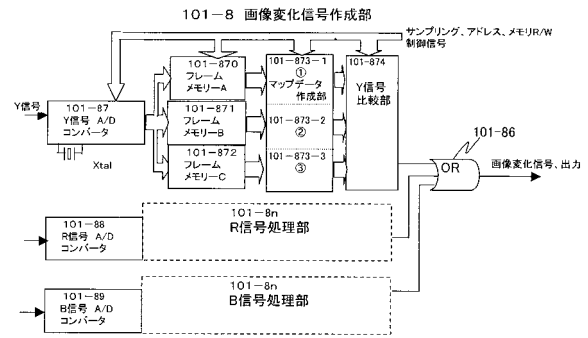 101-8 画像変化信号作成部
サンプリング、アドレス、メモリR/W
制御信号
101-870
フレーム
メモリーA
101-873-1
①
マップデータ
作成部
101-874
Y信号
比較部
Y信号
101-87
Y信号 A/D
コンバータ
Xtal
101-871
フレーム
メモリーB
101-873-2
②
101-872
フレーム
メモリーC
101-873-3
③
101-86
OR
画像変化信号、出力
101-8n
R信号処理部
101-88
R信号 A/D
コンバータ
101-8n
B信号処理部
101-89
B信号 A/D
コンバータ